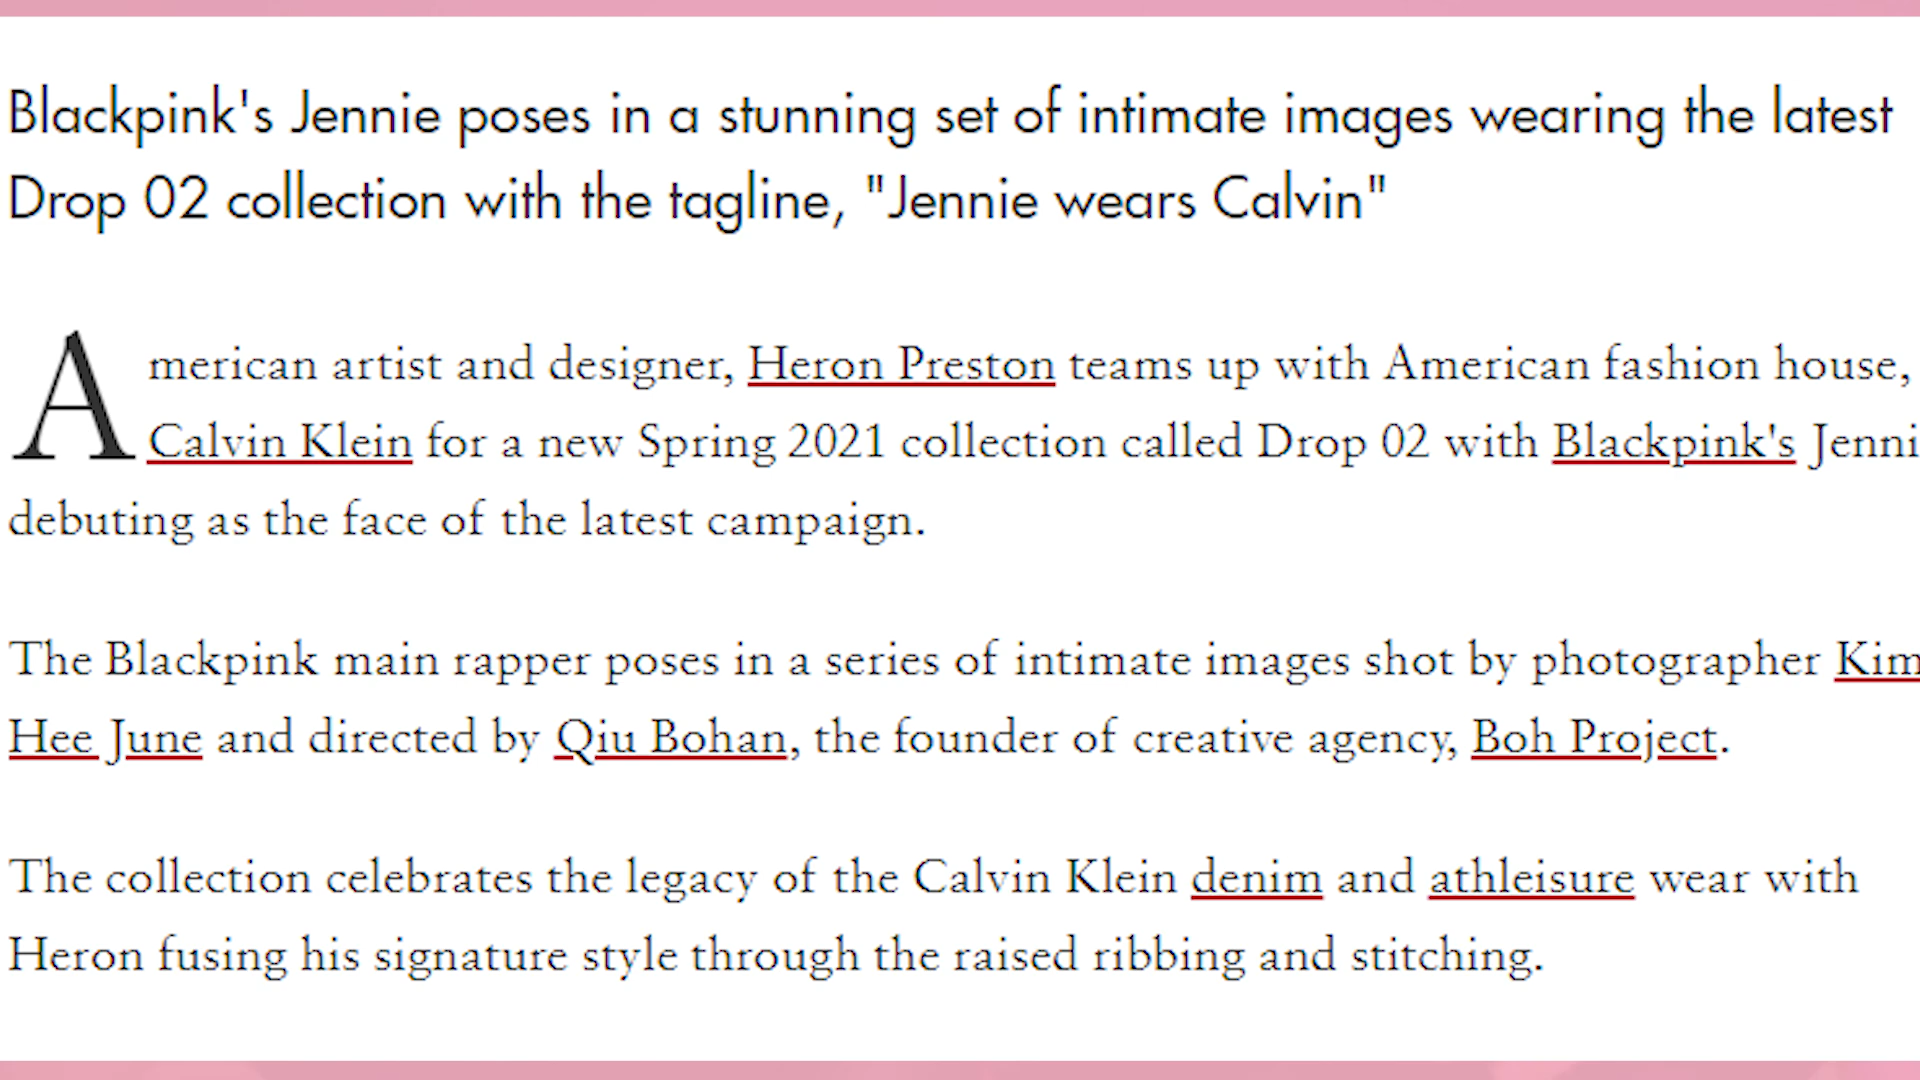 Blackpink's Jennie poses in a stunning set of intimate images wearing the latest
Drop 02 collection with the tagline, "Jennie wears Calvin"
American artist and designer, Heron Preston teams up with American fashion house,
Calvin Klein for a new Spring 2021 collection called Drop 02 with Blackpink's Jenni
debuting as the face of the latest campaign.
The Blackpink main rapper poses in a series of intimate images shot by photographer Kim
Hee June and directed by Qiu Bohan, the founder of creative agency, Boh Project.
The collection celebrates the legacy of the Calvin Klein denim and athleisure wear with
Heron fusing his signature style through the raised ribbing and stitching.